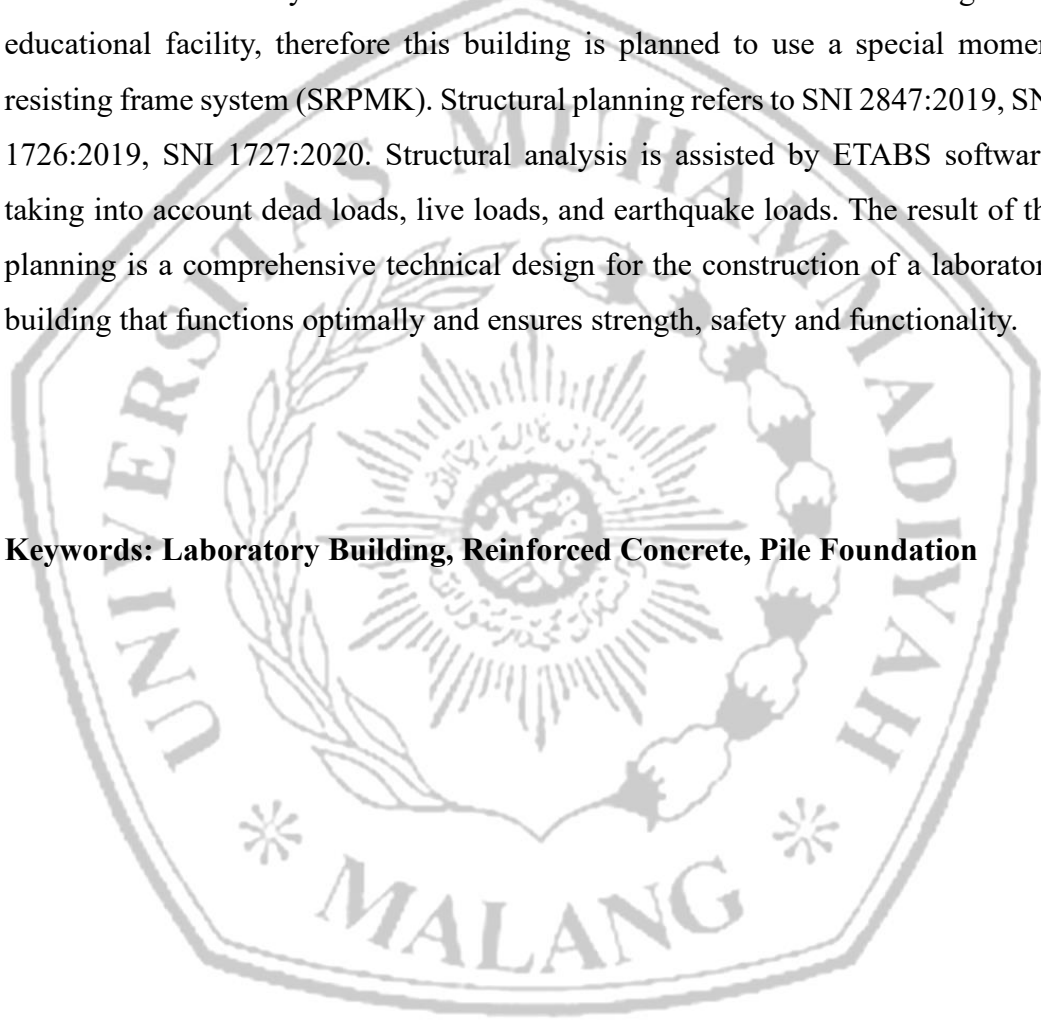 educational facility, therefore this building is planned to use a special momen
resisting frame system (SRPMK). Structural planning refers to SNI 2847:2019, SN
1726:2019, SNI 1727:2020. Structural analysis is assisted by ETABS softwar
taking into account dead loads, live loads, and earthquake loads. The result of th
planning is a comprehensive technical design for the construction of a laborator
building that functions optimally and ensures strength, safety and functionality.
Keywords: Laboratory Building, Reinforced Concrete, Pile Foundation
UNIVERSITAS MUHAMMADIYAH
MALANG